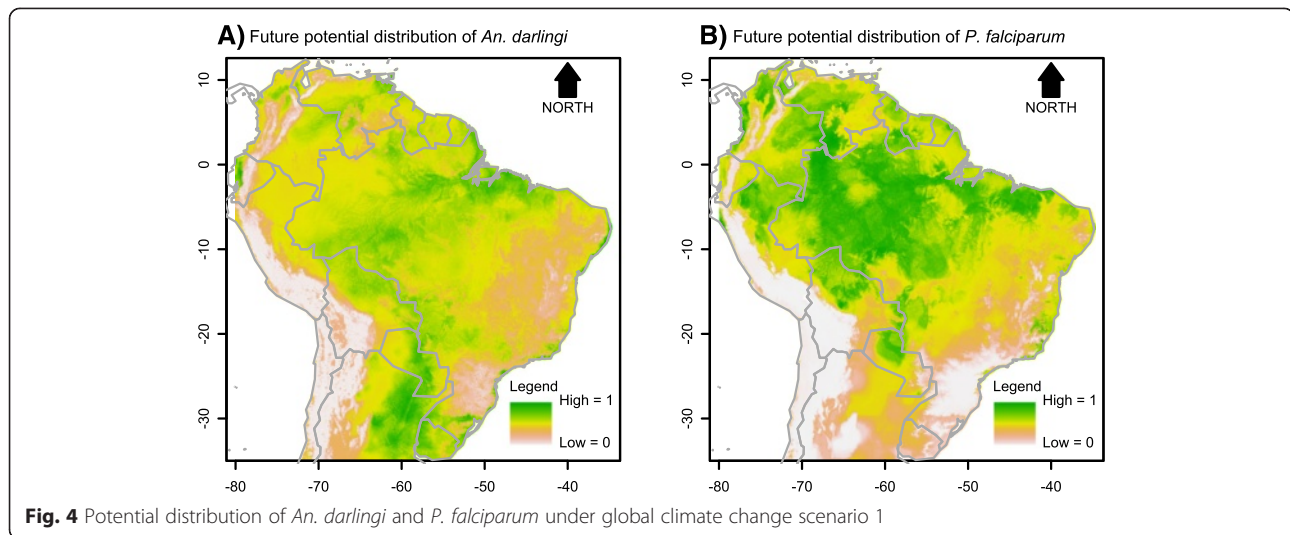 A) Future potential distribution of An. darlingi
10
0
-10
-20
-30
-80
-70
-60
-50
-40
NORTH
Legend
High = 1
Low = 0
B) Future potential distribution of P. falciparum
10
0
-10
-20
-30
-80
-70
-60
-50
-40
NORTH
Legend
High = 1
Low = 0
Fig. 4 Potential distribution of An. darlingi and P. falciparum under global climate change scenario 1